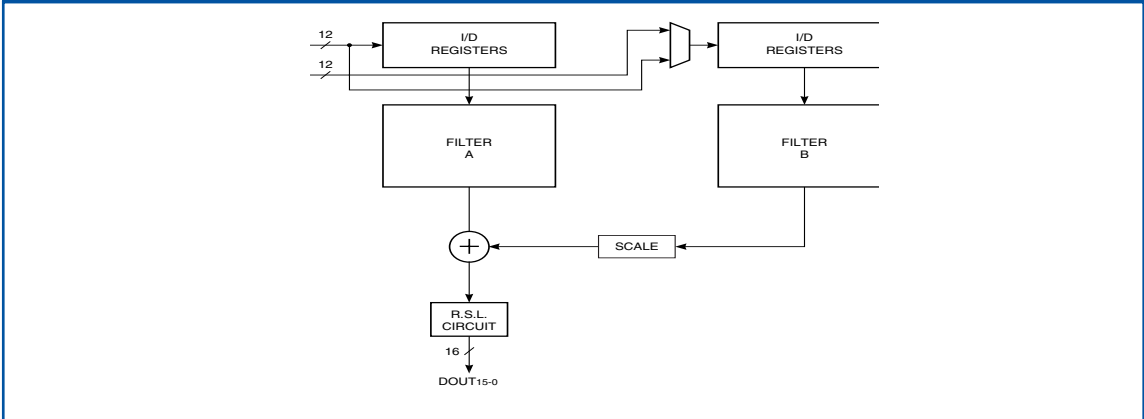 12
I/D
REGISTERS
I/D
REGISTERS
12
FILTER
A
FILTER
B
SCALE
R.S.L.
CIRCUIT
16
DOUT15-0